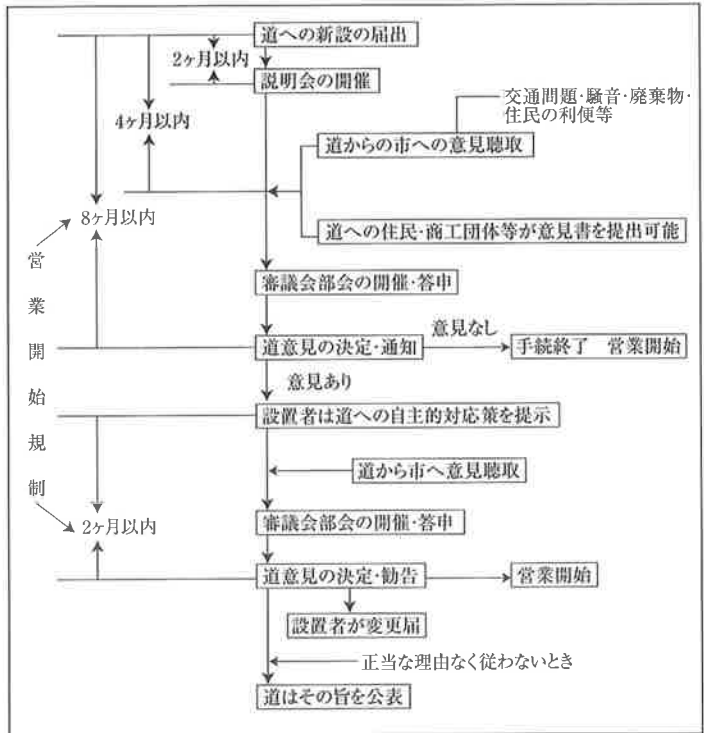 道への新設の届出
2ヶ月以内
説明会の開催
4ヶ月以内
交通問題・騒音・廃棄物・
住民の利便等
道からの市への意見聴取
8ヶ月以内
道への住民・商工団体等が意見書を提出可能
営業開始規制
審議会部会の開催・答申
道意見の決定・通知
意見なし
手続終了 営業開始
意見あり
設置者は道への自主的対応策を提示
道から市へ意見聴取
2ヶ月以内
審議会部会の開催・答申
道意見の決定・勧告
営業開始
設置者が変更届
正当な理由なく従わないとき
道はその旨を公表